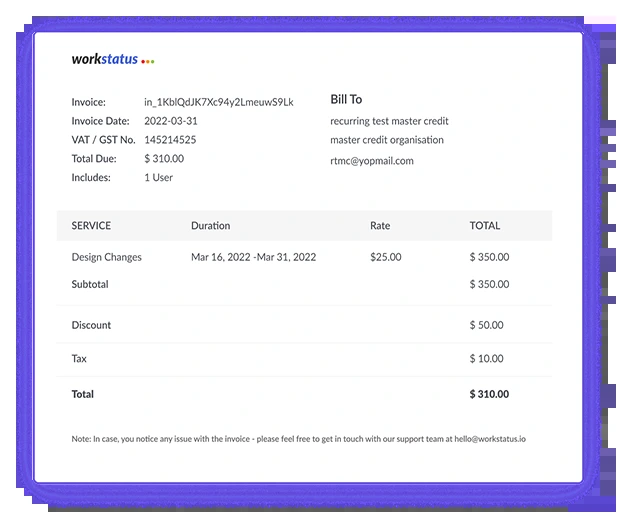 workstatus
Invoice: in_1KblQdJK7Xc94y2LmeuwS9Lk
Invoice Date: 2022-03-31
VAT / GST No. 145214525
Total Due: $ 310.00
Includes: 1 User
Bill To
recurring test master credit
master credit organisation
rtmc@yopmail.com
SERVICE Duration Rate TOTAL
Design Changes Mar 16, 2022 -Mar 31, 2022 $25.00 $ 350.00
Subtotal $ 350.00
Discount $ 50.00
Tax $ 10.00
Total $ 310.00
Note: In case, you notice any issue with the invoice - please feel free to get in touch with our support team at hello@workstatus.io